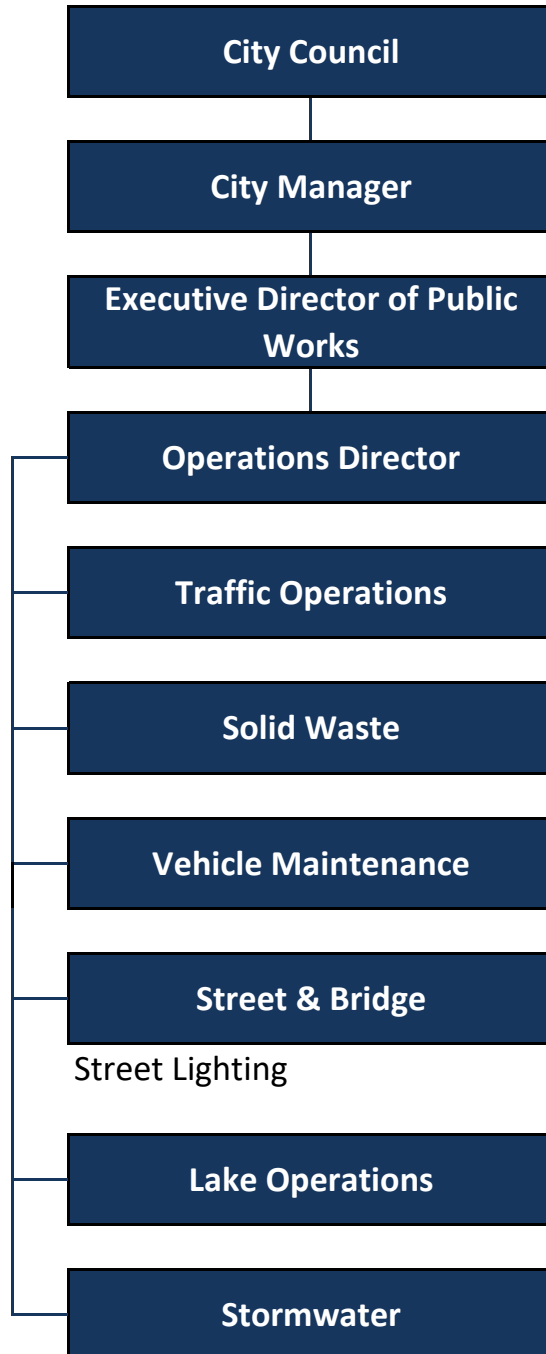 City Council
City Manager
Executive Director of Public
Works
Operations Director
Traffic Operations
Solid Waste
Vehicle Maintenance
Street & Bridge
Street Lighting
Lake Operations
Stormwater